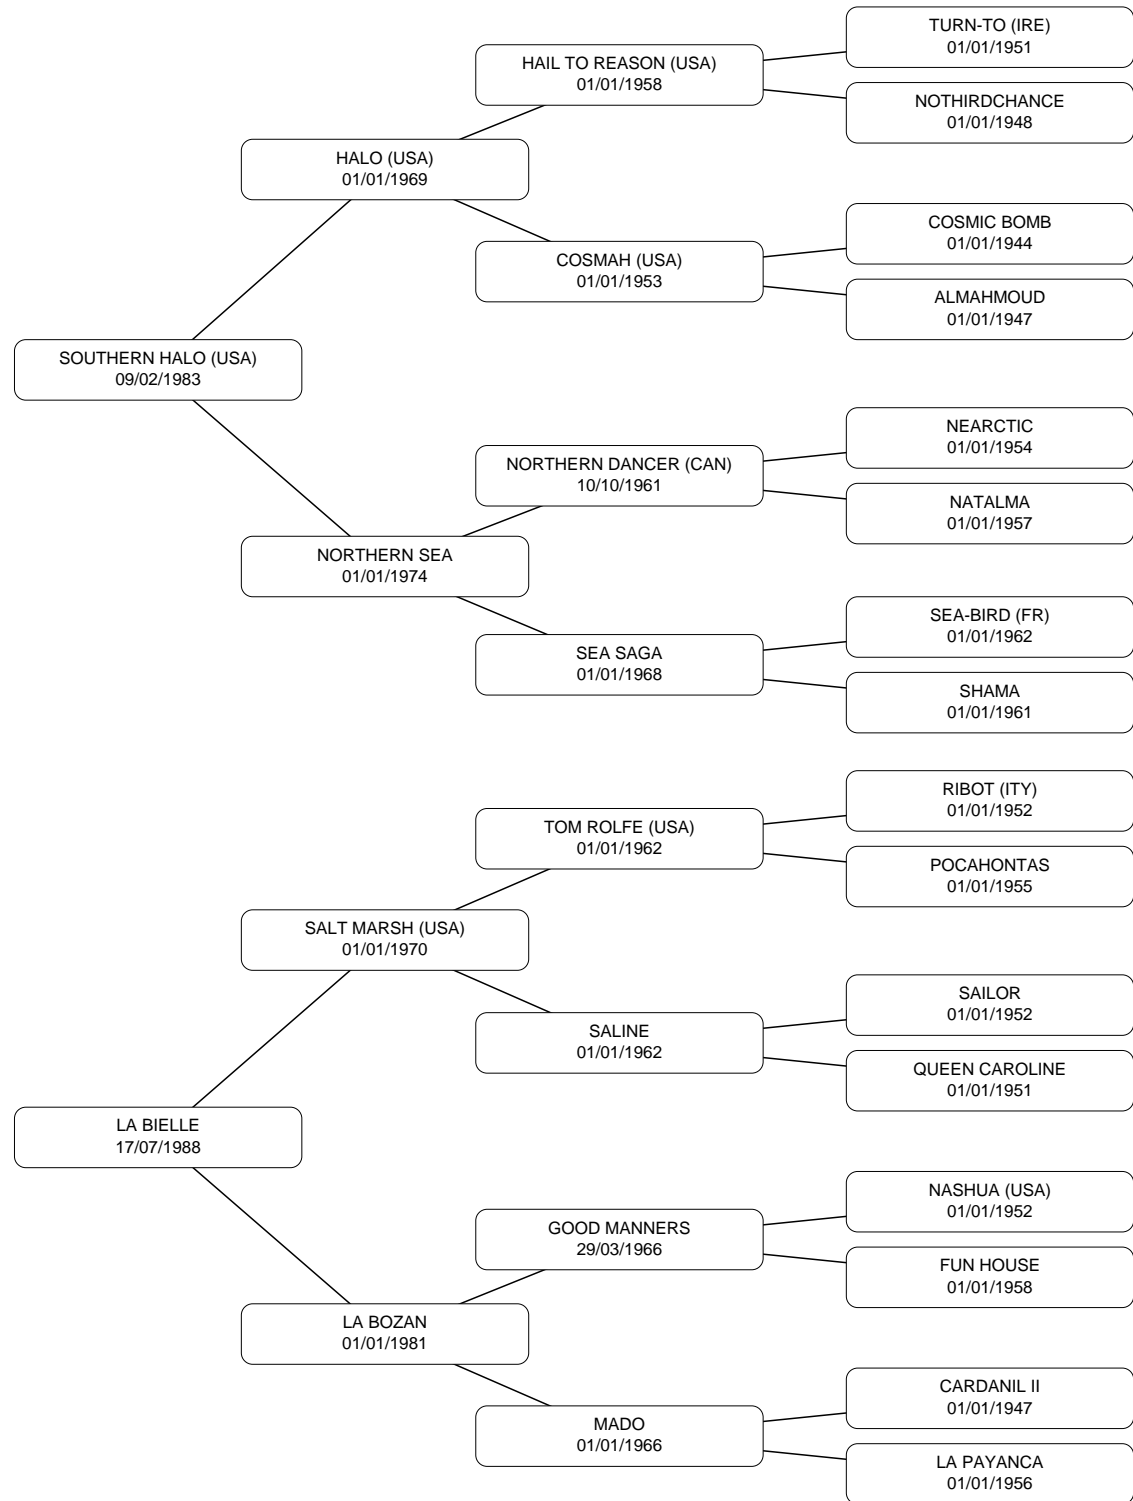 TURN-TO (IRE)
01/01/1951
HAIL TO REASON (USA)
01/01/1958
NOTHIRDCHANCE
01/01/1948
HALO (USA)
01/01/1969
COSMIC BOMB
01/01/1944
COSMAH (USA)
01/01/1953
ALMAHMOUD
01/01/1947
SOUTHERN HALO (USA)
09/02/1983
NEARCTIC
01/01/1954
NORTHERN DANCER (CAN)
10/10/1961
NATALMA
01/01/1957
NORTHERN SEA
01/01/1974
SEA-BIRD (FR)
01/01/1962
SEA SAGA
01/01/1968
SHAMA
01/01/1961
RIBOT (ITY)
01/01/1952
TOM ROLFE (USA)
01/01/1962
POCAHONTAS
01/01/1955
SALT MARSH (USA)
01/01/1970
SAILOR
01/01/1952
SALINE
01/01/1962
QUEEN CAROLINE
01/01/1951
LA BIELLE
17/07/1988
NASHUA (USA)
01/01/1952
GOOD MANNERS
29/03/1966
FUN HOUSE
01/01/1958
LA BOZAN
01/01/1981
CARDANIL II
01/01/1947
MADO
01/01/1966
LA PAYANCA
01/01/1956